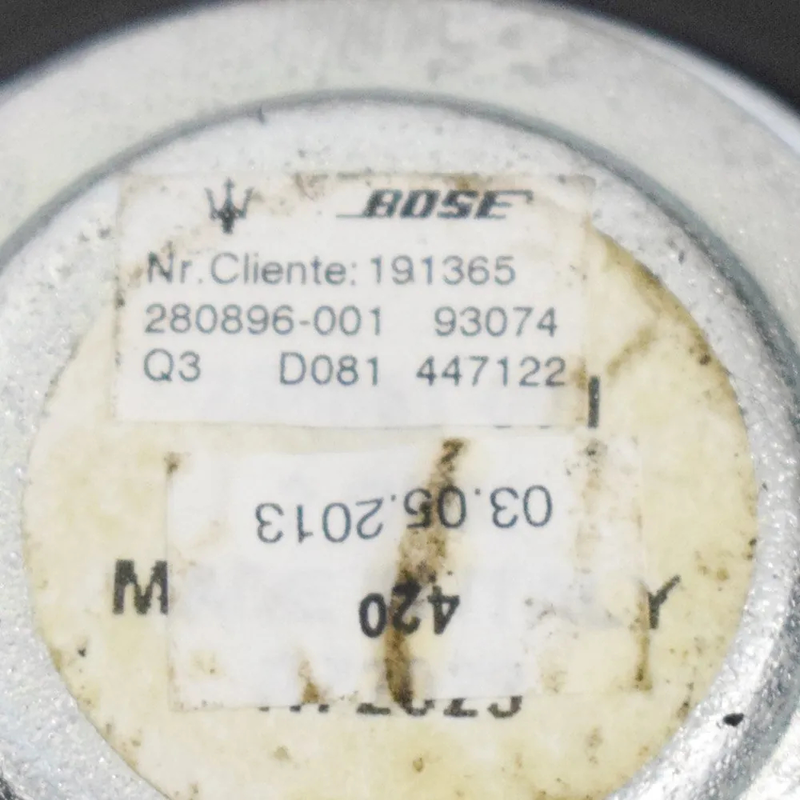 BOSE
Nr.Cliente: 191365
280896-001 93074
Q3 D081 447122
03.05.2013
420